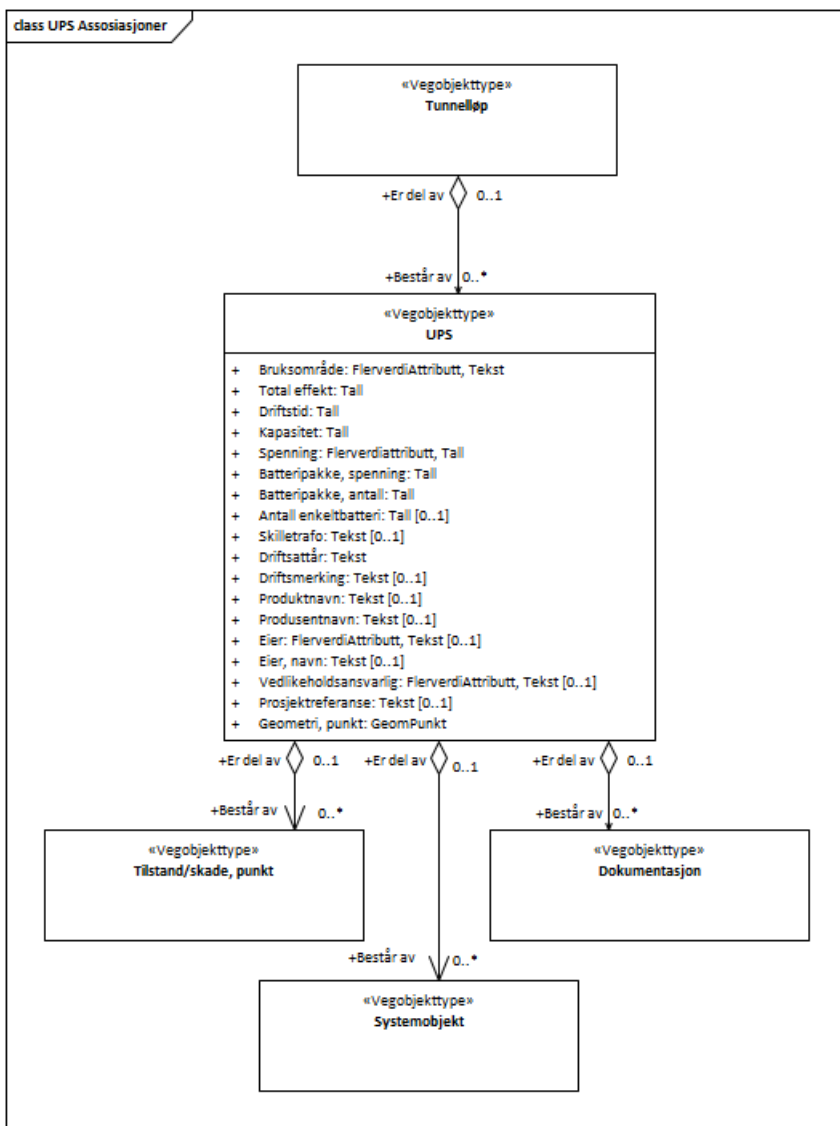 class UPS Assosiasjoner
«Vegobjekttype»
Tunnelløp
+Er del av 0..1
+Består av 0..*
«Vegobjekttype»
UPS
+ Bruksområde: FlerverdiAttributt, Tekst
+ Total effekt: Tall
+ Driftstid: Tall
+ Kapasitet: Tall
+ Spenning: Flerverdiattributt, Tall
+ Batteripakke, spenning: Tall
+ Batteripakke, antall: Tall
+ Antall enkeltbatteri: Tall [0..1]
+ Skilletrafo: Tekst [0..1]
+ Driftsattår: Tekst
+ Driftsmerking: Tekst [0..1]
+ Produktnavn: Tekst [0..1]
+ Produsentnavn: Tekst [0..1]
+ Eier: FlerverdiAttributt, Tekst [0..1]
+ Eier, navn: Tekst [0..1]
+ Vedlikeholdsansvarlig: FlerverdiAttributt, Tekst [0..1]
+ Prosjektreferanse: Tekst [0..1]
+ Geometri, punkt: GeomPunkt
+Er del av 0..1 +Er del av 0..1 +Er del av 0..1
+Består av 0..* +Består av 0..*
«Vegobjekttype»
Tilstand/skade, punkt
«Vegobjekttype»
Dokumentasjon
+Består av 0..*
«Vegobjekttype»
Systemobjekt